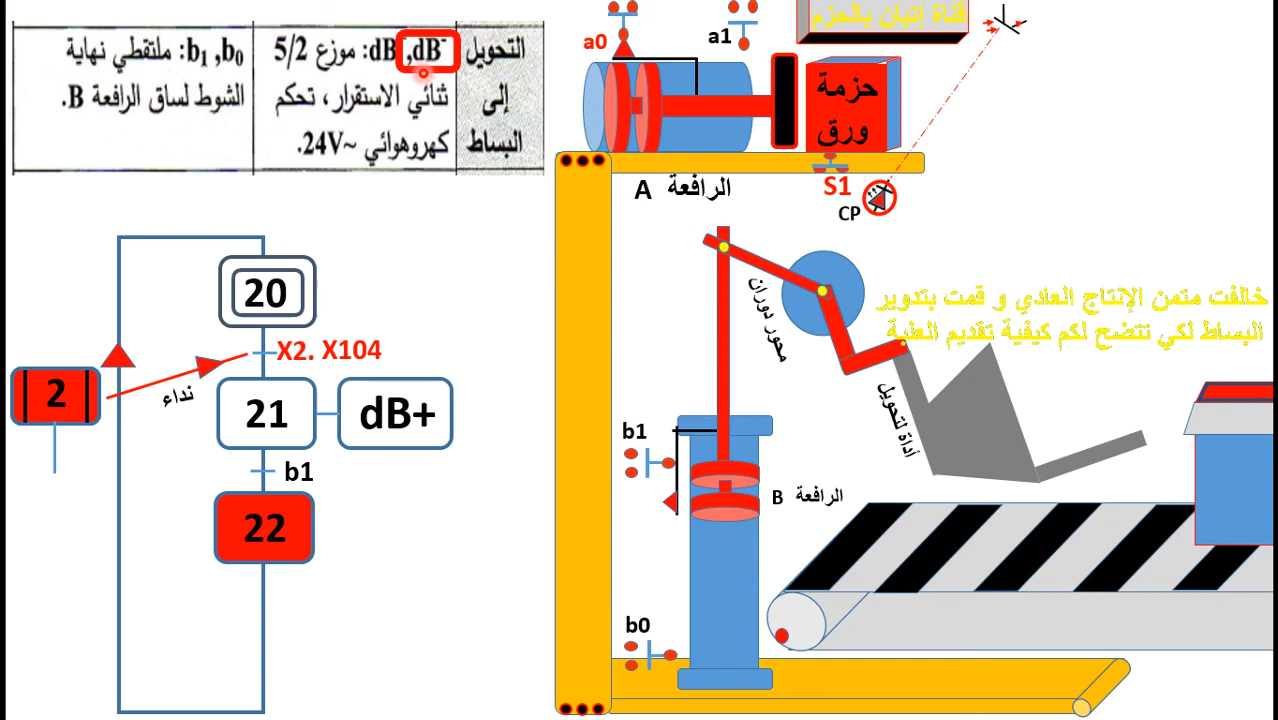 التحويل إلى البساط
dB⁻,dB: موزع 5/2
ثنائي الاستقرار، تحكم
كهروهوائي ~24V.
b₁ ,b₀: ملتقطي نهاية
الشوط لساق الرافعة B.
قناة إتيان بالحزم
a0
a1
حزمة
ورق
S1
CP
الرافعة A
20
X2. X104
2
نداء
21
dB+
b1
22
محور دوران
خالفت متمن الإنتاج العادي و قمت بتدوير
البساط لكي تتضح لكم كيفية تقديم العلبة
أداة لتحويل
b1
الرافعة B
b0